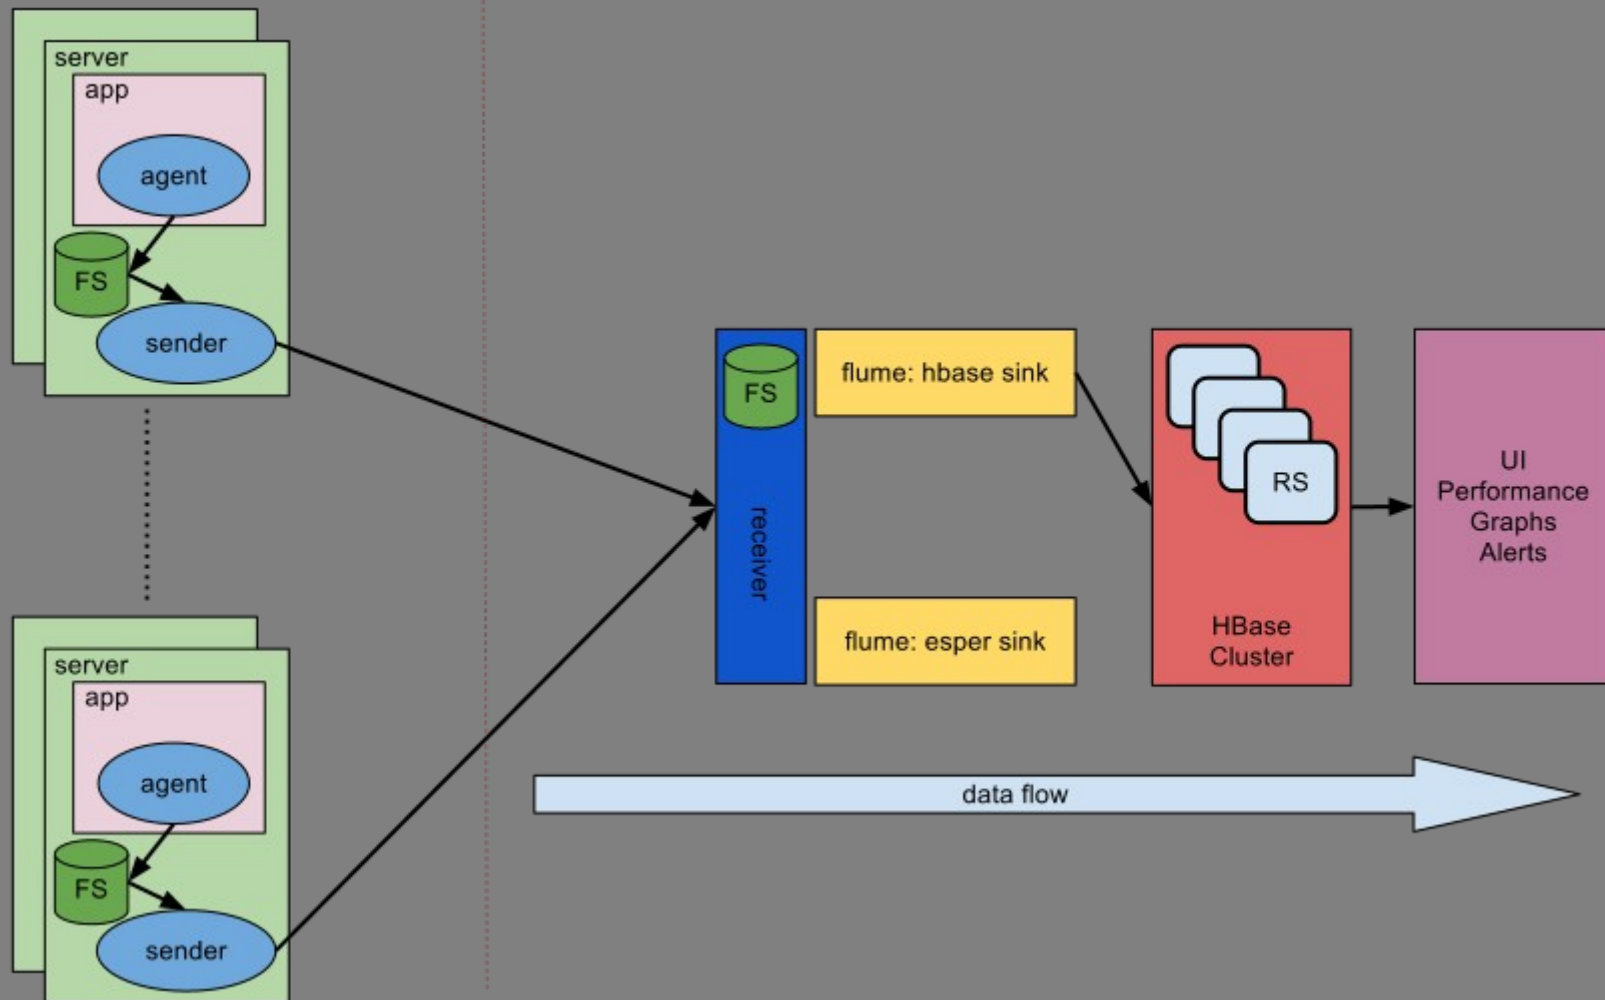 server
app
agent
FS
sender
server
app
agent
FS
sender
FS
receiver
flume: hbase sink
flume: esper sink
RS
HBase
Cluster
UI
Performance
Graphs
Alerts
data flow